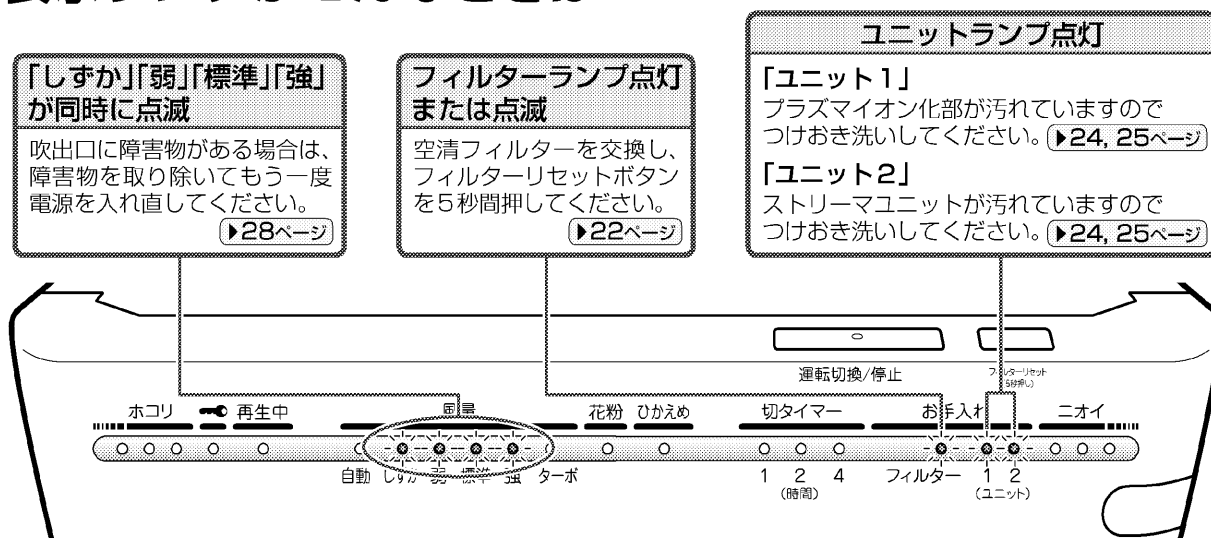 「しずか」「弱」「標準」「強」
が同時に点滅
吹出口に障害物がある場合は、
障害物を取り除いてもう一度
電源を入れ直してください。
▶28ページ
フィルターランプ点灯
または点滅
空清フィルターを交換し、
フィルターリセットボタン
を5秒間押してください。
▶22ページ
ユニットランプ点灯
「ユニット1」
プラズマイオン化部が汚れていますので
つけおき洗いしてください。▶24, 25ページ
「ユニット2」
ストリーマユニットが汚れていますので
つけおき洗いしてください。▶24, 25ページ
運転切換/停止
フィルターリセット
(5秒押し)
ホコリ 再生中 風量 花粉 ひかえめ 切タイマー お手入れ ニオイ
自動 しずか 弱 標準 強 ターボ 1 2 4 フィルター 1 2
(時間) (ユニット)